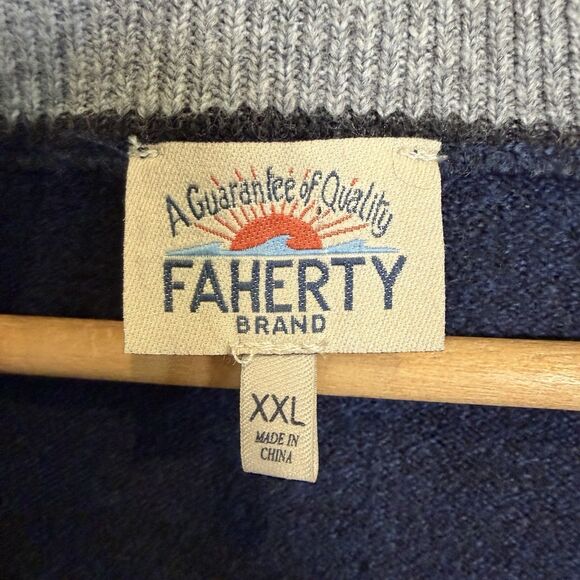 A Guarantee of Quality
FAHERTY
BRAND
XXL
MADE IN
CHINA